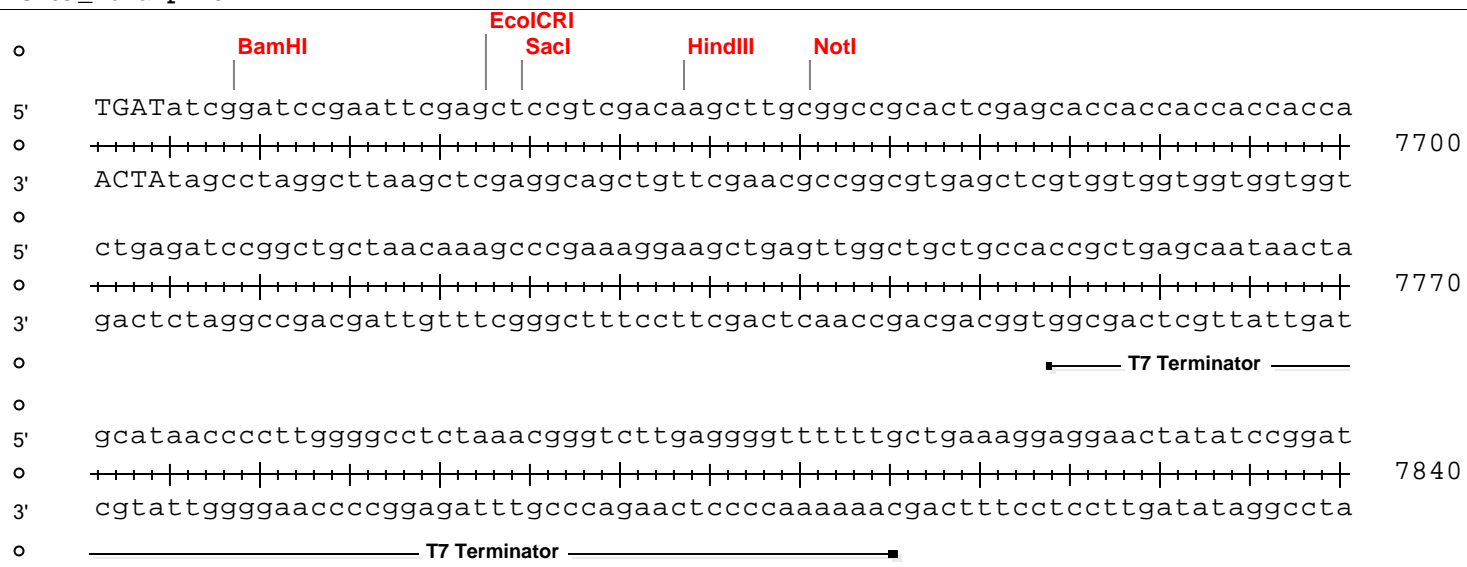 EcoICRI
BamHI SacI HindIII NotI
5' TGATatcggatccgaattcgagctccgtcgacaagcttgcggccgcactcgagcaccaccaccaccacca
7700
3' ACTAtagcctaggcttaagctcgaggcagctgttcgaacgccggcgtgagctcgtggtggtggtggtggt
5' ctgagatccggctgctaacaaagcccgaaaggaagctgagttggctgctgccaccgctgagcaataacta
7770
3' gactctaggccgacgattgtttcgggctttccttcgactcaaccgacgacggtggcgactcgttattgat
T7 Terminator
5' gcataaccccttggggcctctaaacgggtcttgaggggttttttgctgaaaggaggaactatatccggat
7840
3' cgtattggggaaccccggagatttgcccagaactccccaaaaaacgactttcctccttgatataggccta
T7 Terminator